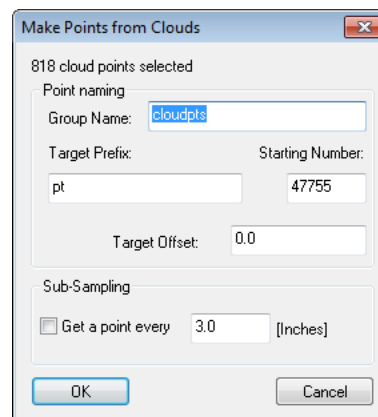 Make Points from Clouds
818 cloud points selected
Point naming
Group Name: cloudpts
Target Prefix: Starting Number:
pt 47755
Target Offset: 0.0
Sub-Sampling
Get a point every 3.0 [Inches]
OK Cancel